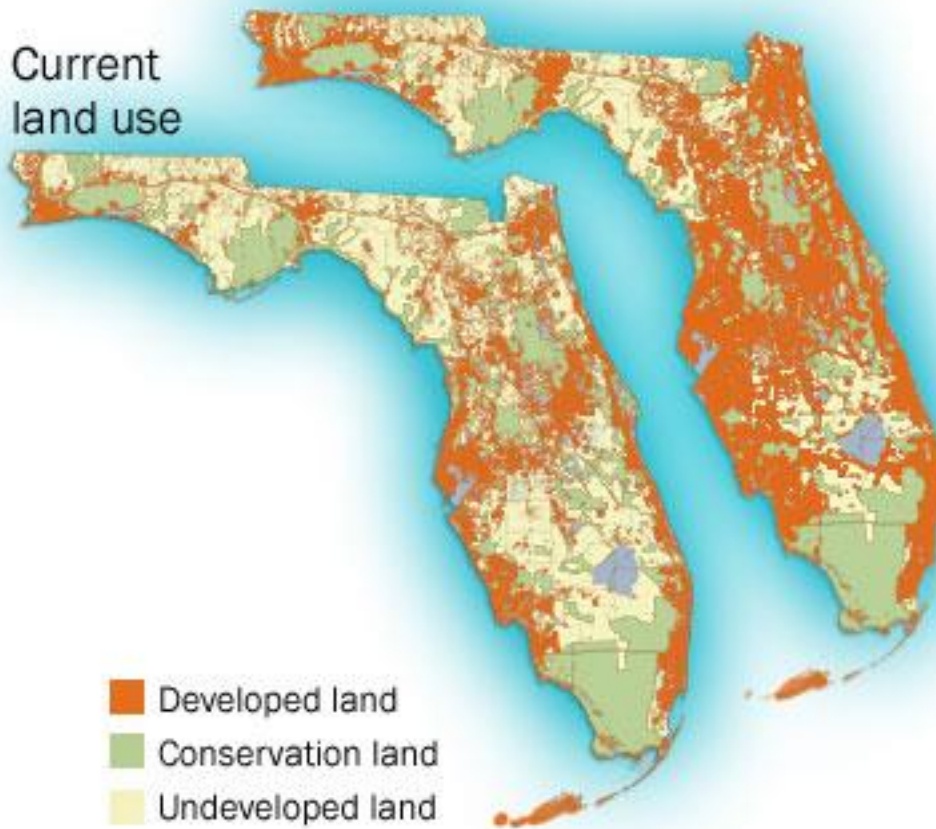 Current
land use
Developed land
Conservation land
Undeveloped land